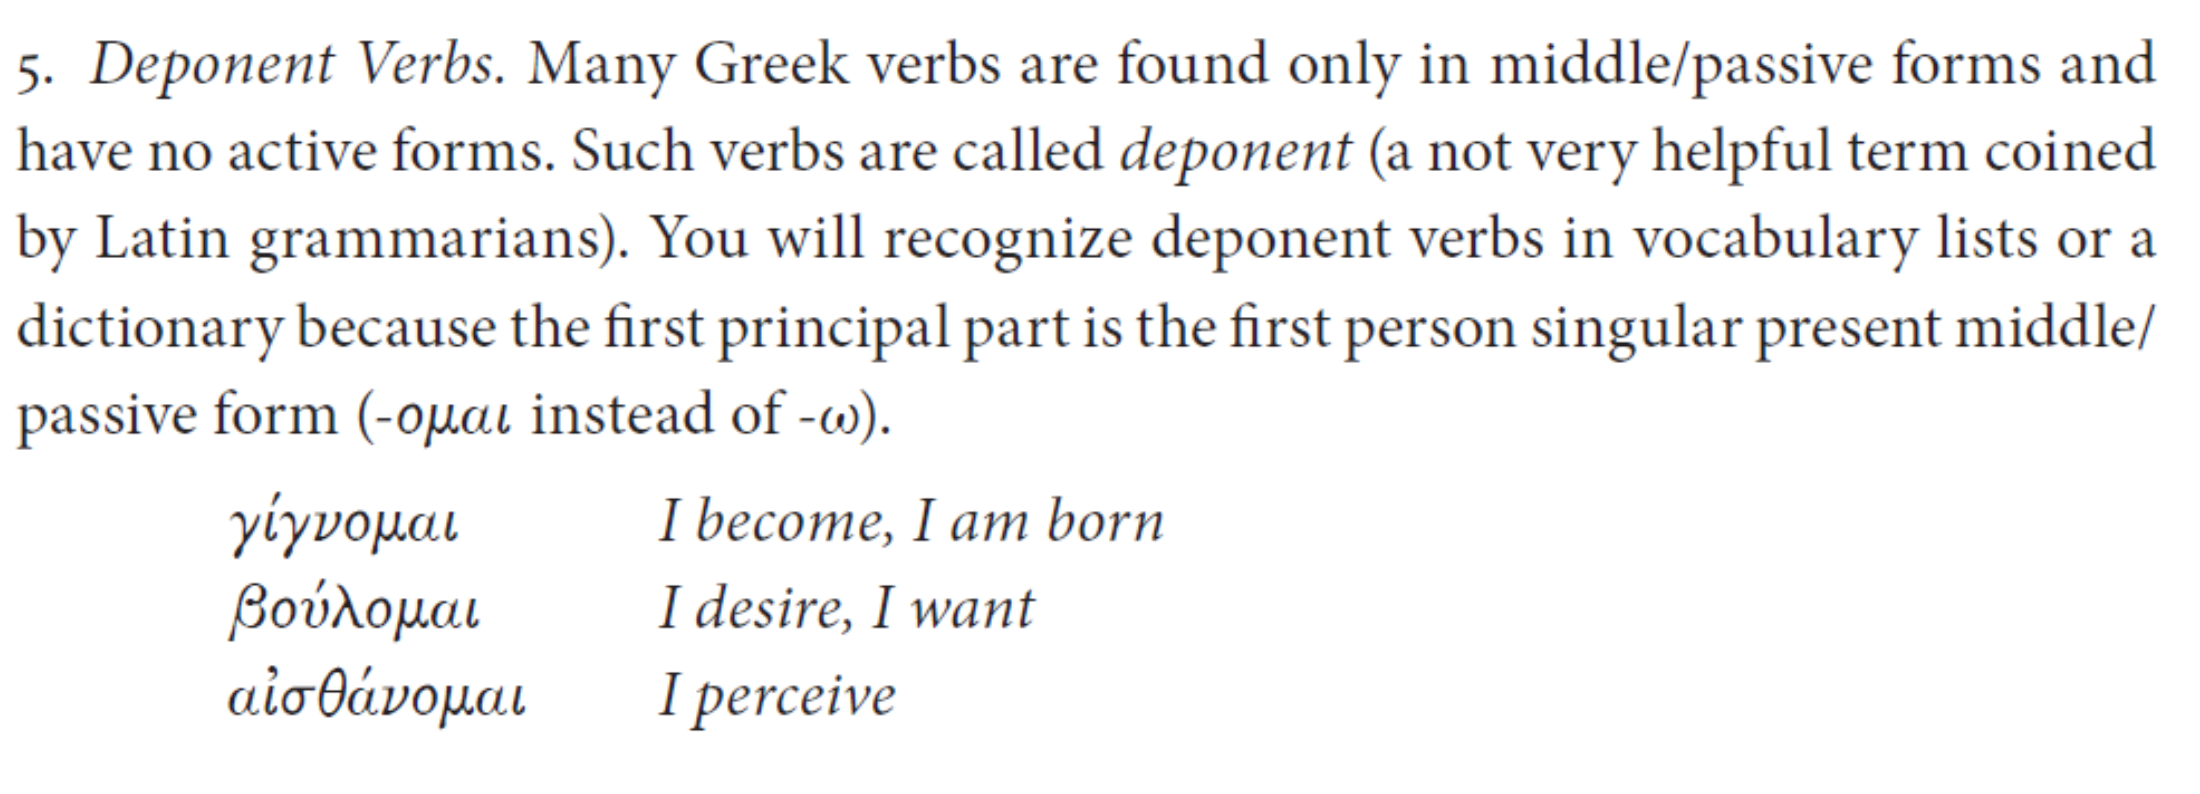 5. Deponent Verbs. Many Greek verbs are found only in middle/passive forms and
have no active forms. Such verbs are called deponent (a not very helpful term coined
by Latin grammarians). You will recognize deponent verbs in vocabulary lists or a
dictionary because the first principal part is the first person singular present middle/
passive form (-ομαι instead of -ω).
γίγνομαι I become, I am born
βούλομαι I desire, I want
αἰσθάνομαι I perceive